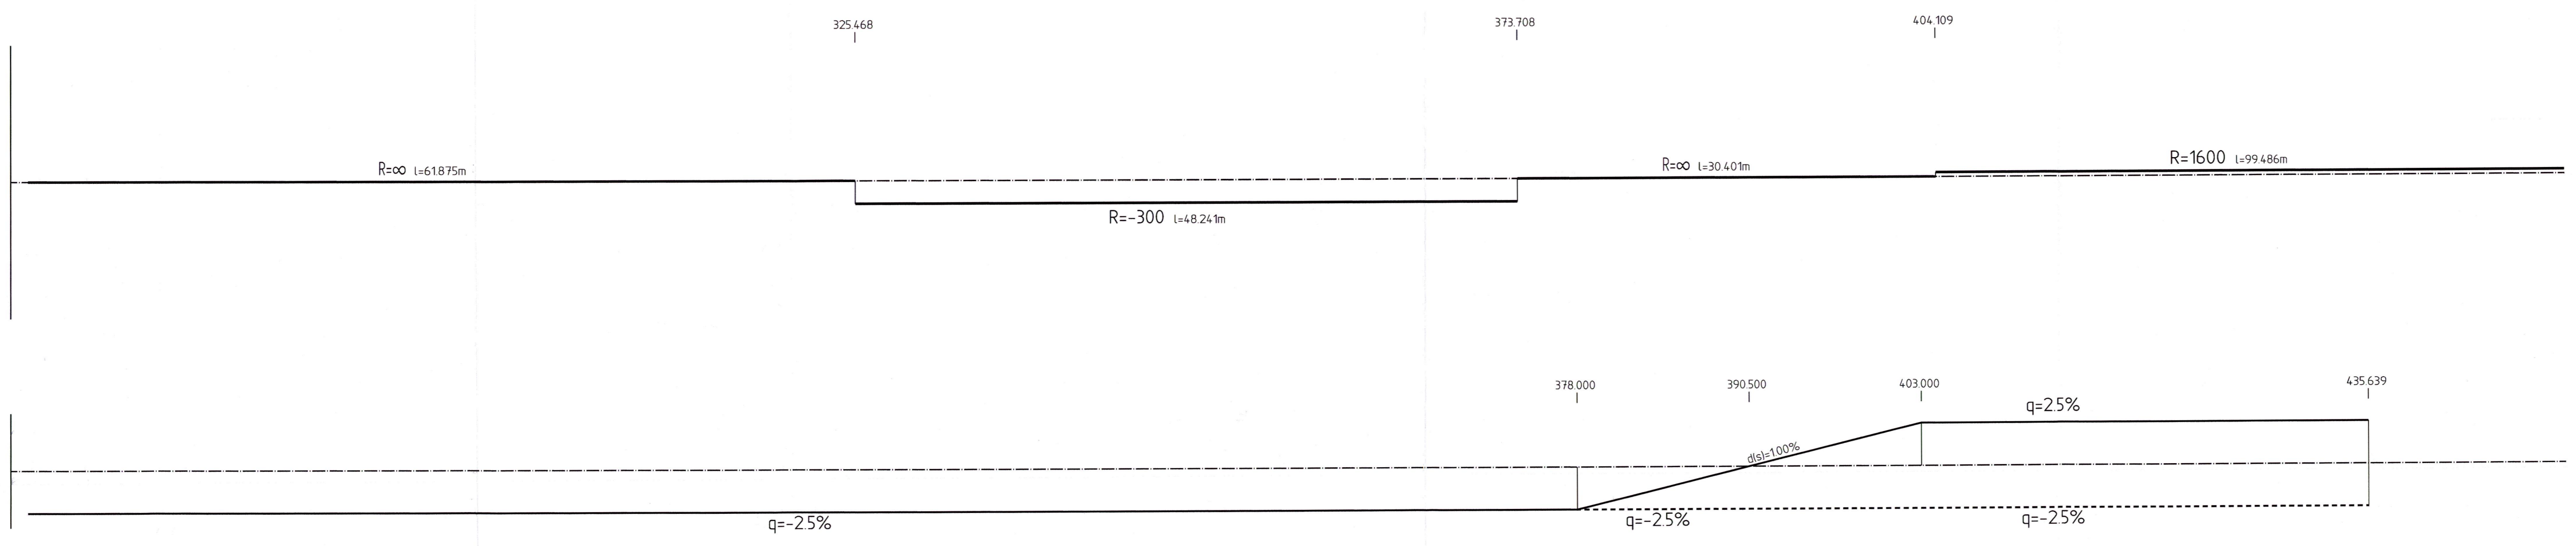 325.468
373.708
404.109
R=∞ l=61.875m
R=-300 l=48.241m
R=∞ l=30.401m
R=1600 l=99.486m
378.000
390.500
403.000
435.639
q=-2.5%
d(s)=1.00%
q=-2.5%
q=2.5%
q=-2.5%